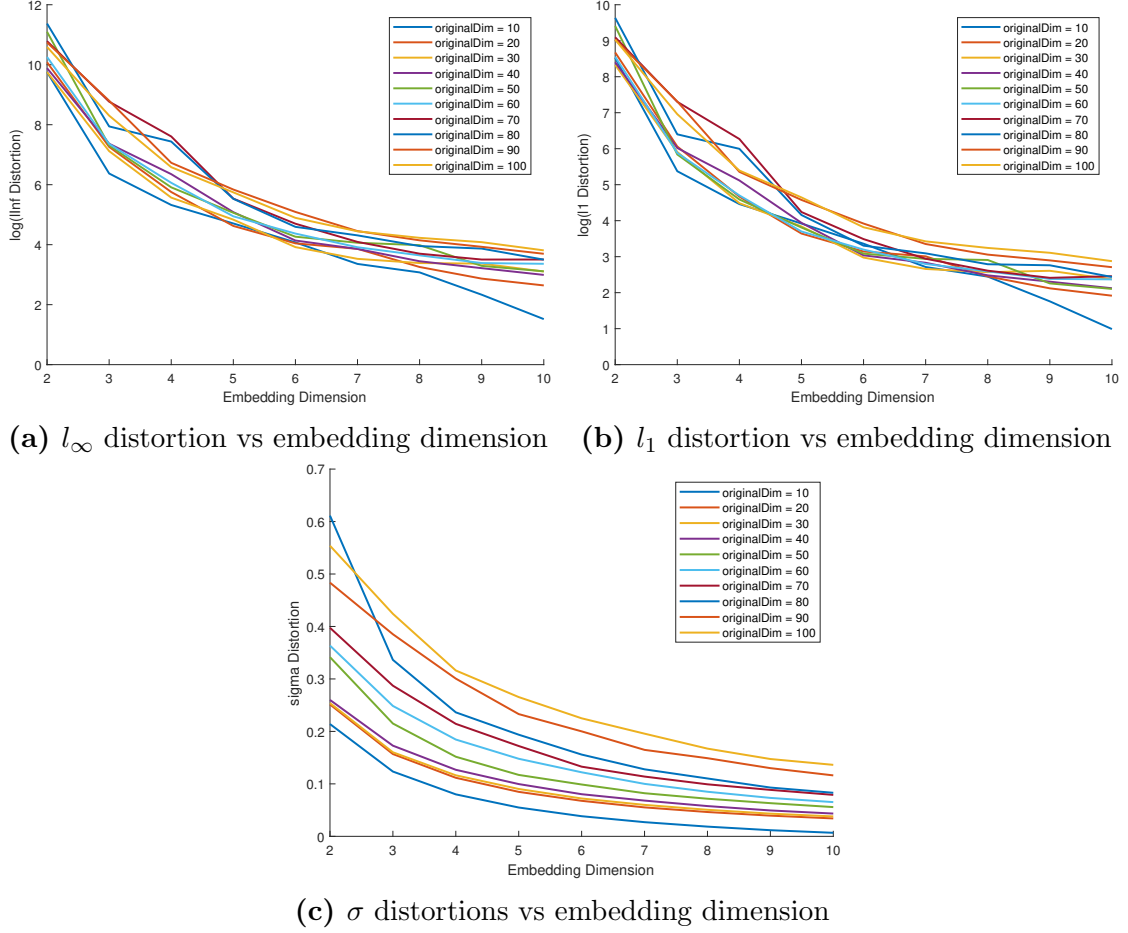 12
10
8
6
4
2
0
log(lInf Distortion)
2 3 4 5 6 7 8 9 10
Embedding Dimension
originalDim = 10
originalDim = 20
originalDim = 30
originalDim = 40
originalDim = 50
originalDim = 60
originalDim = 70
originalDim = 80
originalDim = 90
originalDim = 100
(a) l∞ distortion vs embedding dimension
10
9
8
7
6
5
4
3
2
1
0
log(l1 Distortion)
2 3 4 5 6 7 8 9 10
Embedding Dimension
originalDim = 10
originalDim = 20
originalDim = 30
originalDim = 40
originalDim = 50
originalDim = 60
originalDim = 70
originalDim = 80
originalDim = 90
originalDim = 100
(b) l₁ distortion vs embedding dimension
0.7
0.6
0.5
0.4
0.3
0.2
0.1
0
sigma Distortion
2 3 4 5 6 7 8 9 10
Embedding Dimension
originalDim = 10
originalDim = 20
originalDim = 30
originalDim = 40
originalDim = 50
originalDim = 60
originalDim = 70
originalDim = 80
originalDim = 90
originalDim = 100
(c) σ distortions vs embedding dimension